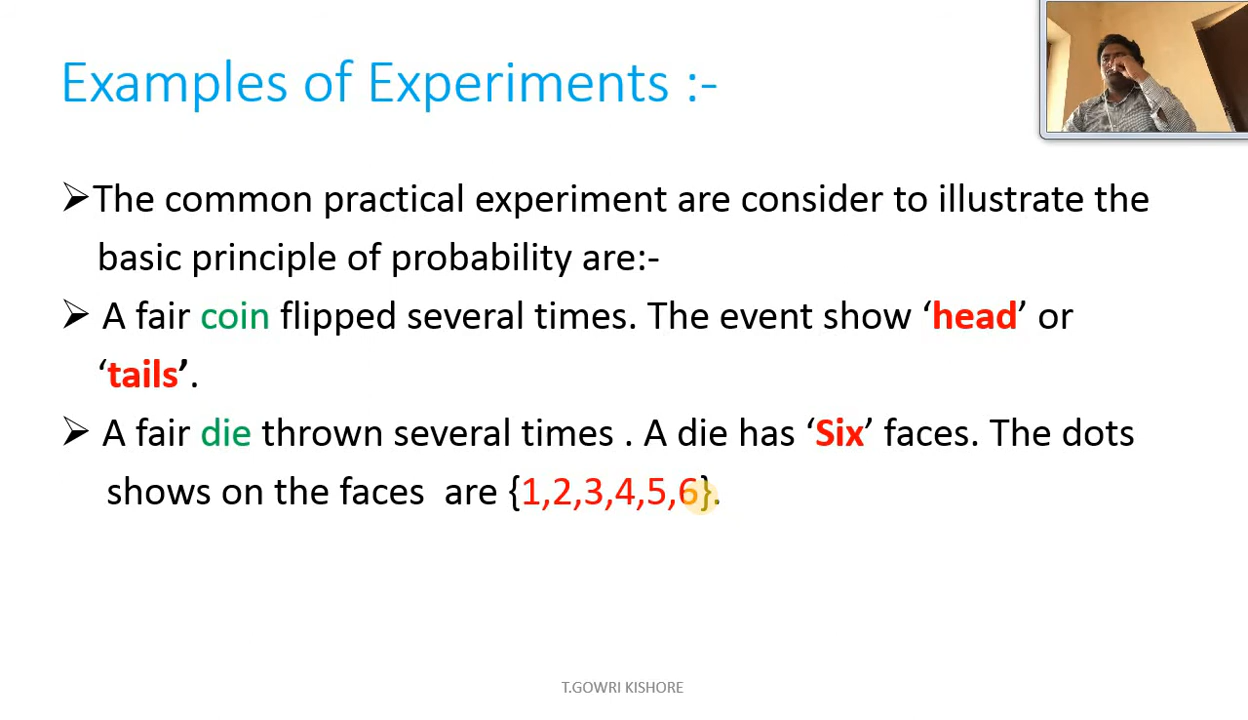 Examples of Experiments :-
➢The common practical experiment are consider to illustrate the
basic principle of probability are:-
➢ A fair coin flipped several times. The event show ‘head’ or
‘tails’.
➢ A fair die thrown several times . A die has ‘Six’ faces. The dots
shows on the faces are {1,2,3,4,5,6}.
T.GOWRI KISHORE